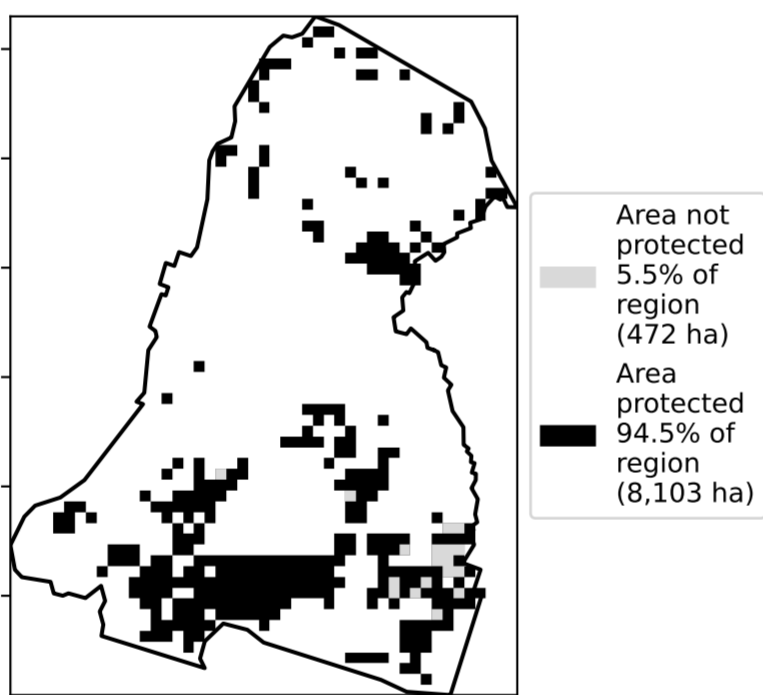 Area not
protected
5.5% of
region
(472 ha)
Area
protected
94.5% of
region
(8,103 ha)